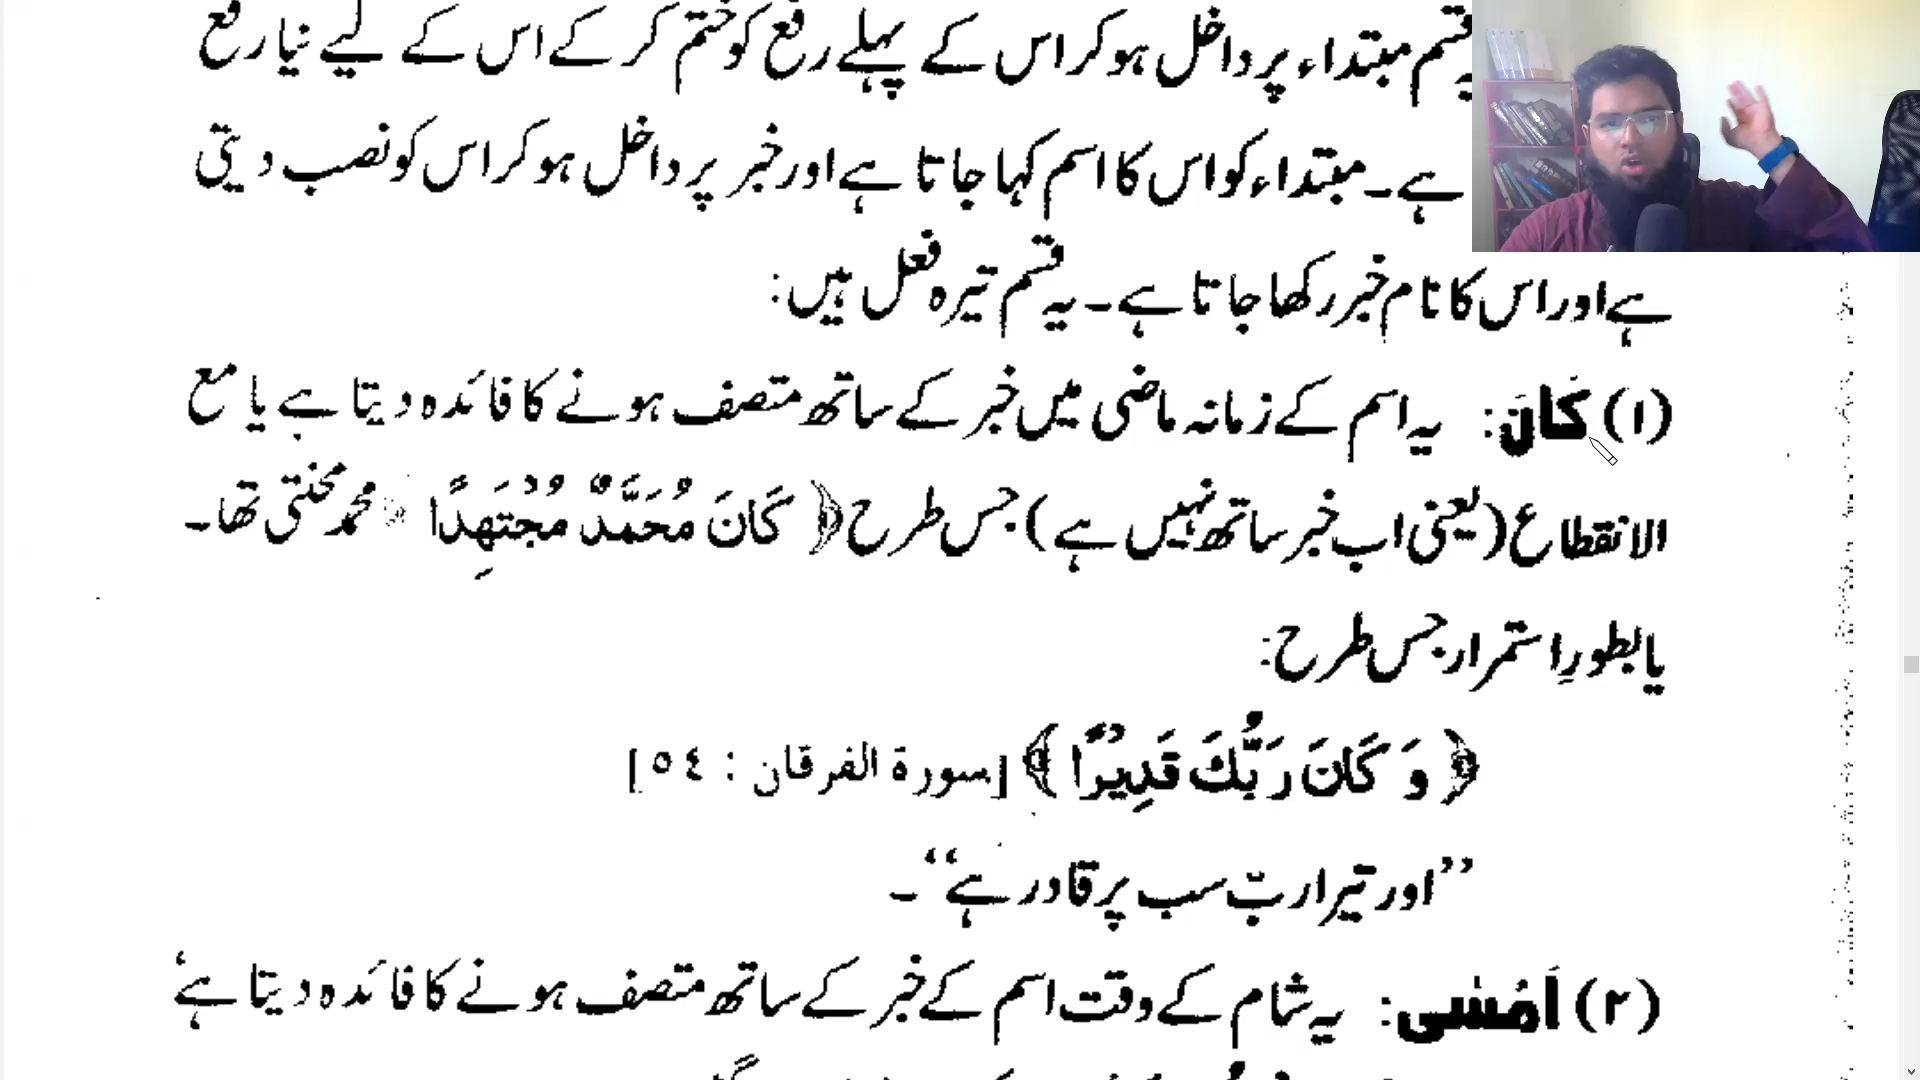 قسم مبتداء پر داخل ہو کر اس کے پہلے رفع کو ختم کر کے اس کے لیے نیا رفع
ہے۔ مبتداء کو اس کا اسم کہا جاتا ہے اور خبر پر داخل ہو کر اس کو نصب دیتی
ہے اور اس کا نام خبر رکھا جاتا ہے۔ یہ قسم تیرہ فعل ہیں:
(۱) كَانَ: یہ اسم کے زمانہ ماضی میں خبر کے ساتھ متصف ہونے کا فائدہ دیتا ہے یا مع
الانقطاع (یعنی اب خبر ساتھ نہیں ہے) جس طرح ﴿ كَانَ مُحَمَّدٌ مُجْتَهِدًا محمد محنتی تھا۔
یا بطورِ استمرار جس طرح:
﴿ وَ كَانَ رَبُّكَ قَدِيرًا ﴾ [سورة الفرقان : ٥٤]
’’اور تیرا ربّ سب پر قادر ہے‘‘۔
(۲) اَمْسٰى: یہ شام کے وقت اسم کے خبر کے ساتھ متصف ہونے کا فائدہ دیتا ہے،